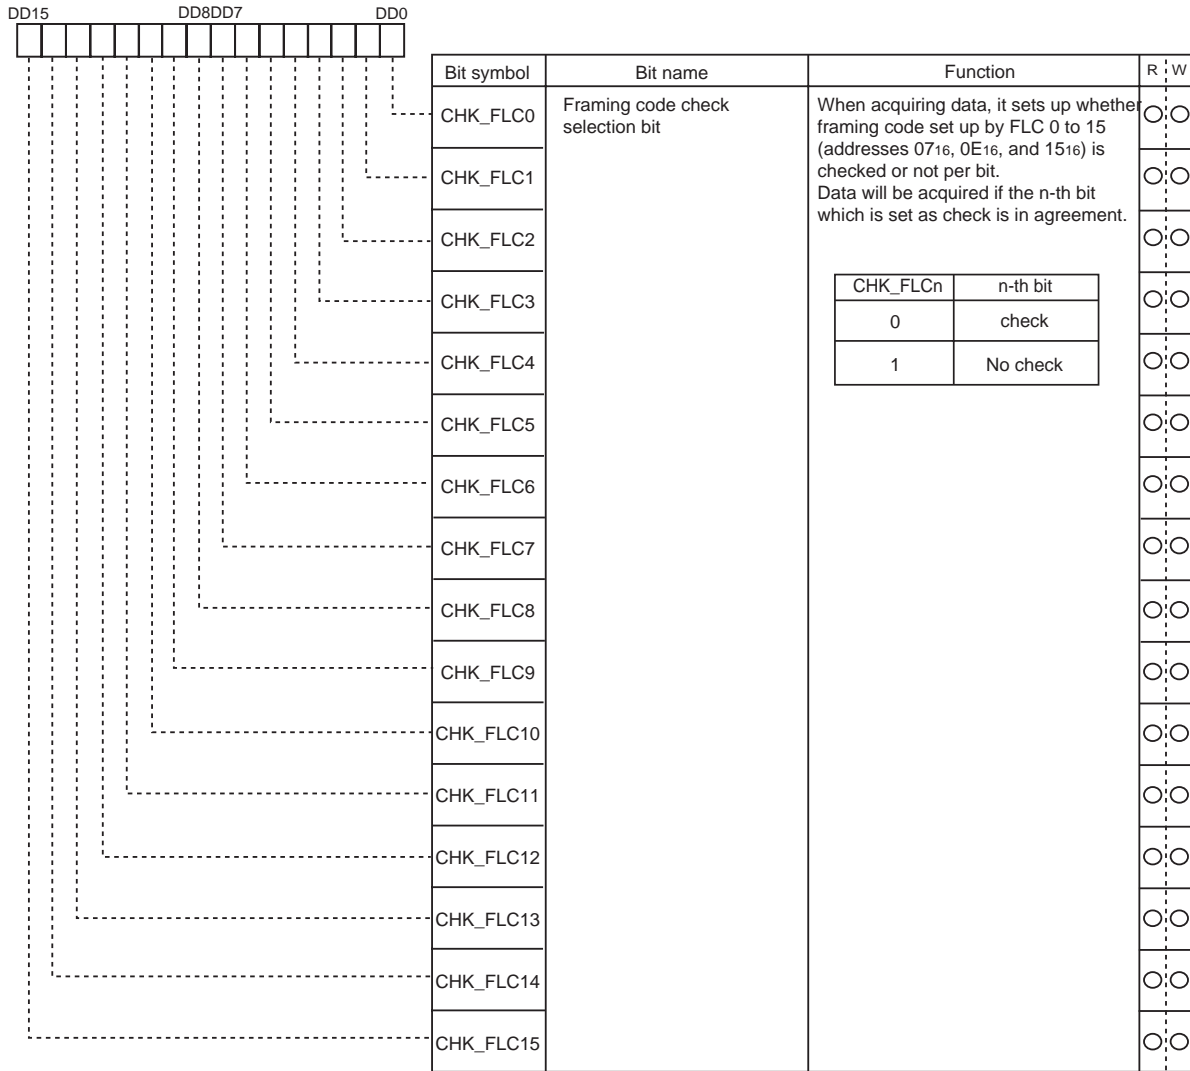 DD15 DD8DD7 DD0
Bit symbol Bit name Function R W
CHK_FLC0 Framing code check
selection bit
When acquiring data, it sets up whether
framing code set up by FLC 0 to 15
(addresses 0716, 0E16, and 1516) is
checked or not per bit.
Data will be acquired if the n-th bit
which is set as check is in agreement.
CHK_FLCn n-th bit
0 check
1 No check
CHK_FLC1
CHK_FLC2
CHK_FLC3
CHK_FLC4
CHK_FLC5
CHK_FLC6
CHK_FLC7
CHK_FLC8
CHK_FLC9
CHK_FLC10
CHK_FLC11
CHK_FLC12
CHK_FLC13
CHK_FLC14
CHK_FLC15